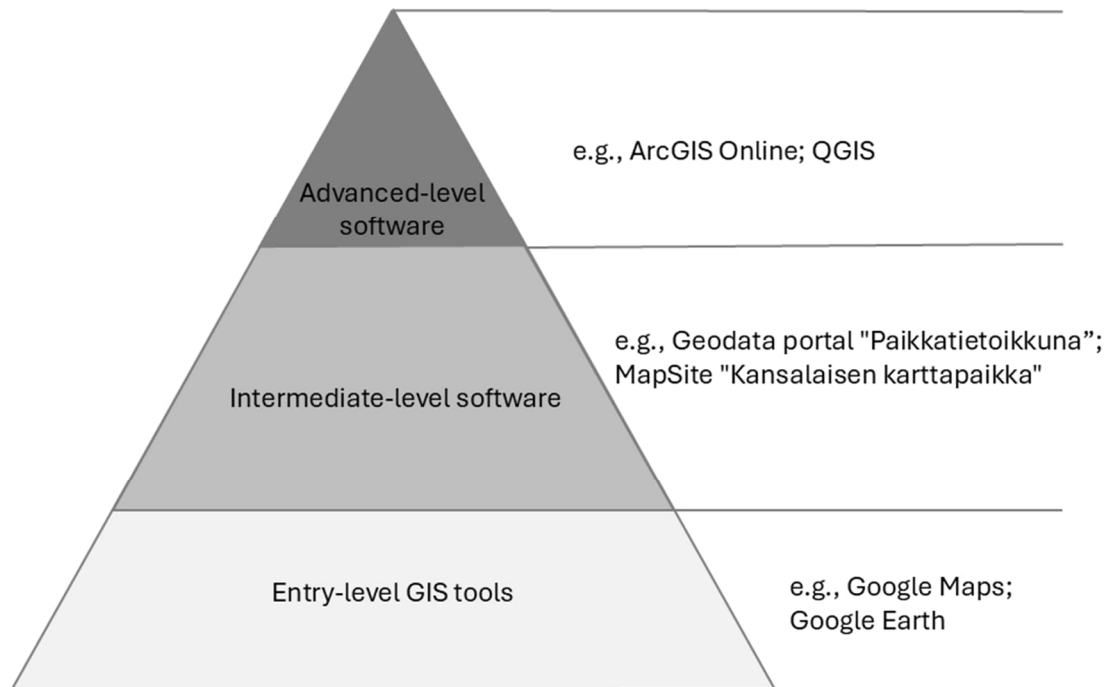 e.g., ArcGIS Online; QGIS
Advanced-level
software
e.g., Geodata portal "Paikkatietoikkuna”;
MapSite "Kansalaisen karttapaikka"
Intermediate-level software
Entry-level GIS tools
e.g., Google Maps;
Google Earth